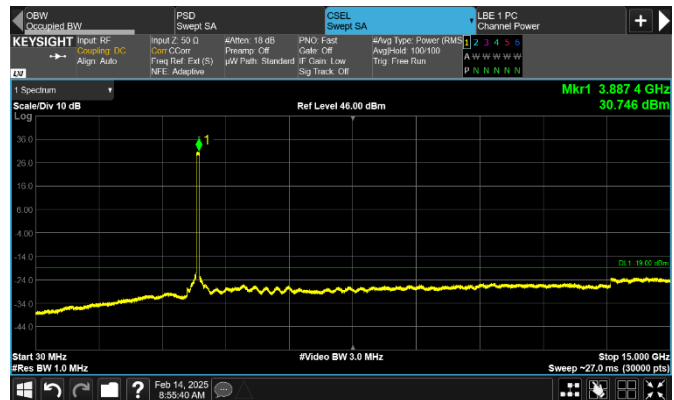 OBW
Occupied BW
PSD
Swept SA
CSEL
Swept SA
LBE 1 PC
Channel Power
KEYSIGHT
Input: RF
Coupling: DC
Align: Auto
Input Z: 50 Ω
Corr CCorr
Freq Ref: Ext (S)
NFE: Adaptive
#Atten: 18 dB
Preamp: Off
µW Path: Standard
PNO: Fast
Gate: Off
IF Gain: Low
Sig Track: Off
#Avg Type: Power (RMS)
Avg|Hold: 100/100
Trig: Free Run
1 2 3 4 5 6
A W W W W W
P N N N N N
LXI
1 Spectrum
Scale/Div 10 dB
Ref Level 46.00 dBm
Mkr1 3.887 4 GHz
30.746 dBm
Log
1
36.0
26.0
16.0
6.00
-4.00
-14.0
DL1 -19.00 dBm
-24.0
-34.0
-44.0
Start 30 MHz
#Video BW 3.0 MHz
Stop 15.000 GHz
#Res BW 1.0 MHz
Sweep ~27.0 ms (30000 pts)
Feb 14, 2025
8:55:40 AM